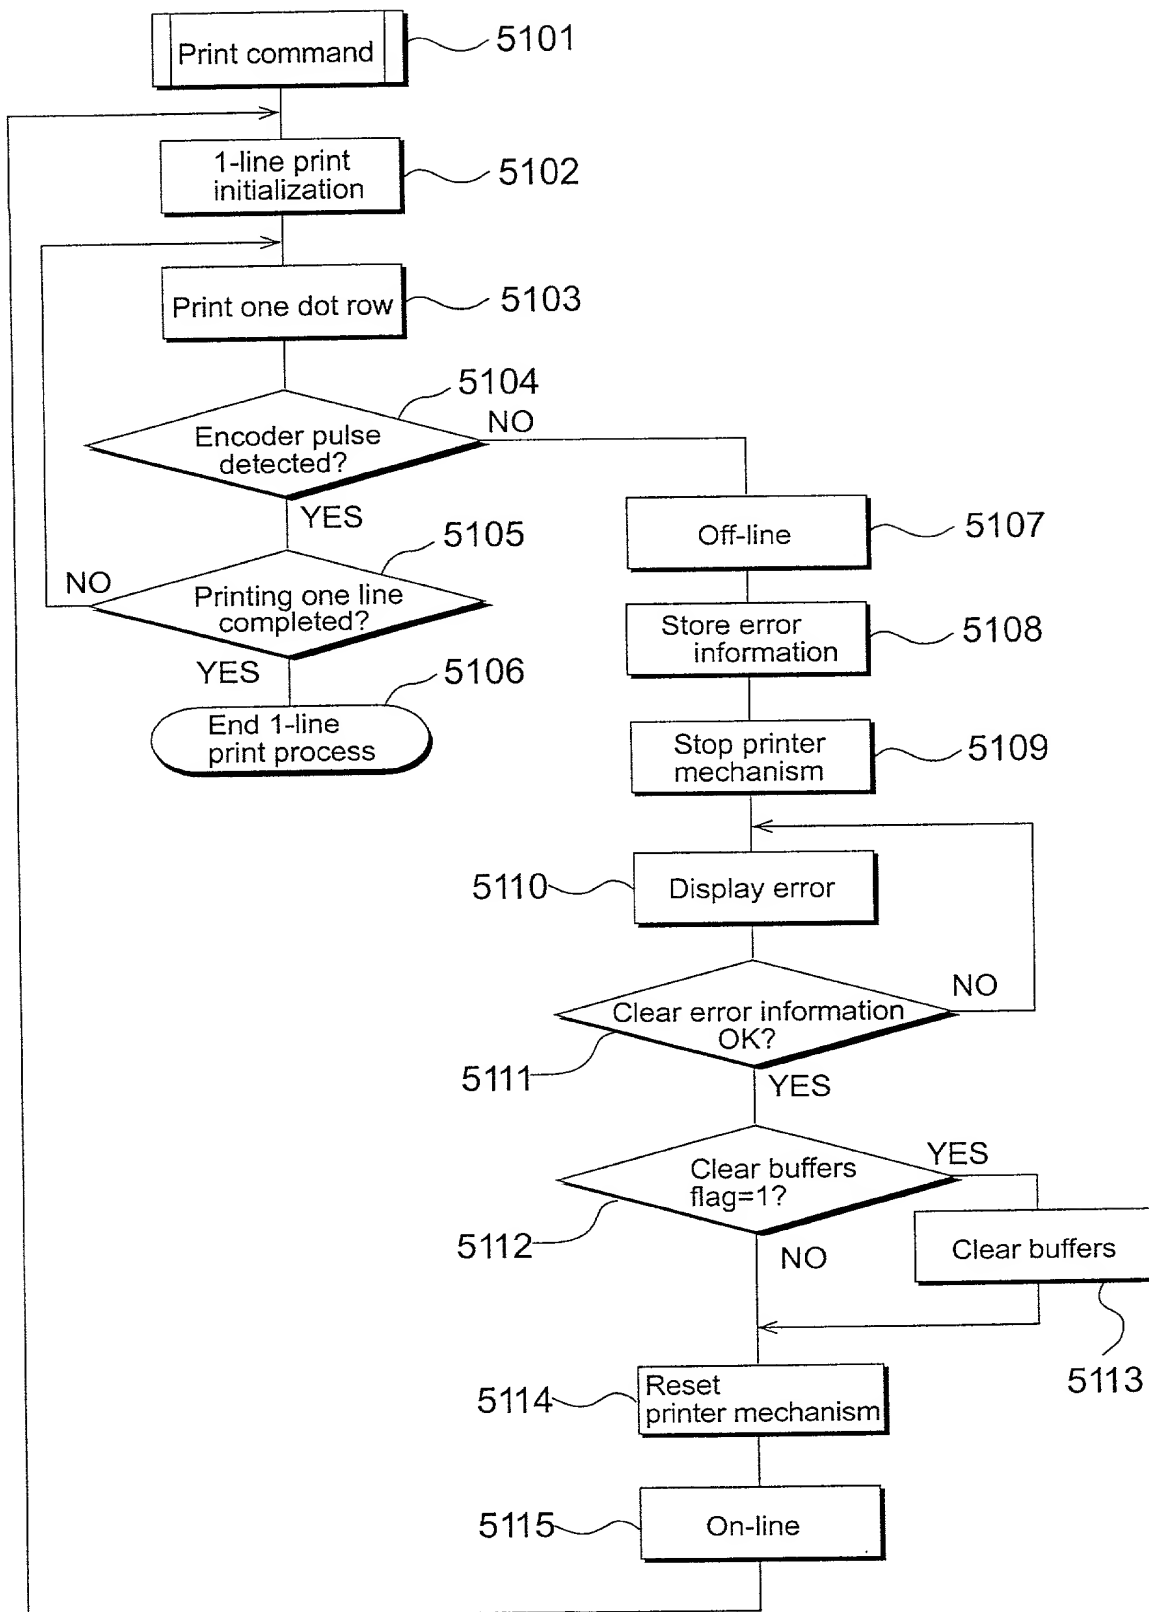 Print command
5101
1-line print
initialization
5102
Print one dot row
5103
5104
Encoder pulse
detected?
NO
YES
5105
Printing one line
completed?
NO
YES
5106
End 1-line
print process
Off-line
5107
Store error
information
5108
Stop printer
mechanism
5109
5110
Display error
Clear error information
OK?
NO
5111
YES
Clear buffers
flag=1?
YES
5112
NO
Clear buffers
5113
5114
Reset
printer mechanism
5115
On-line